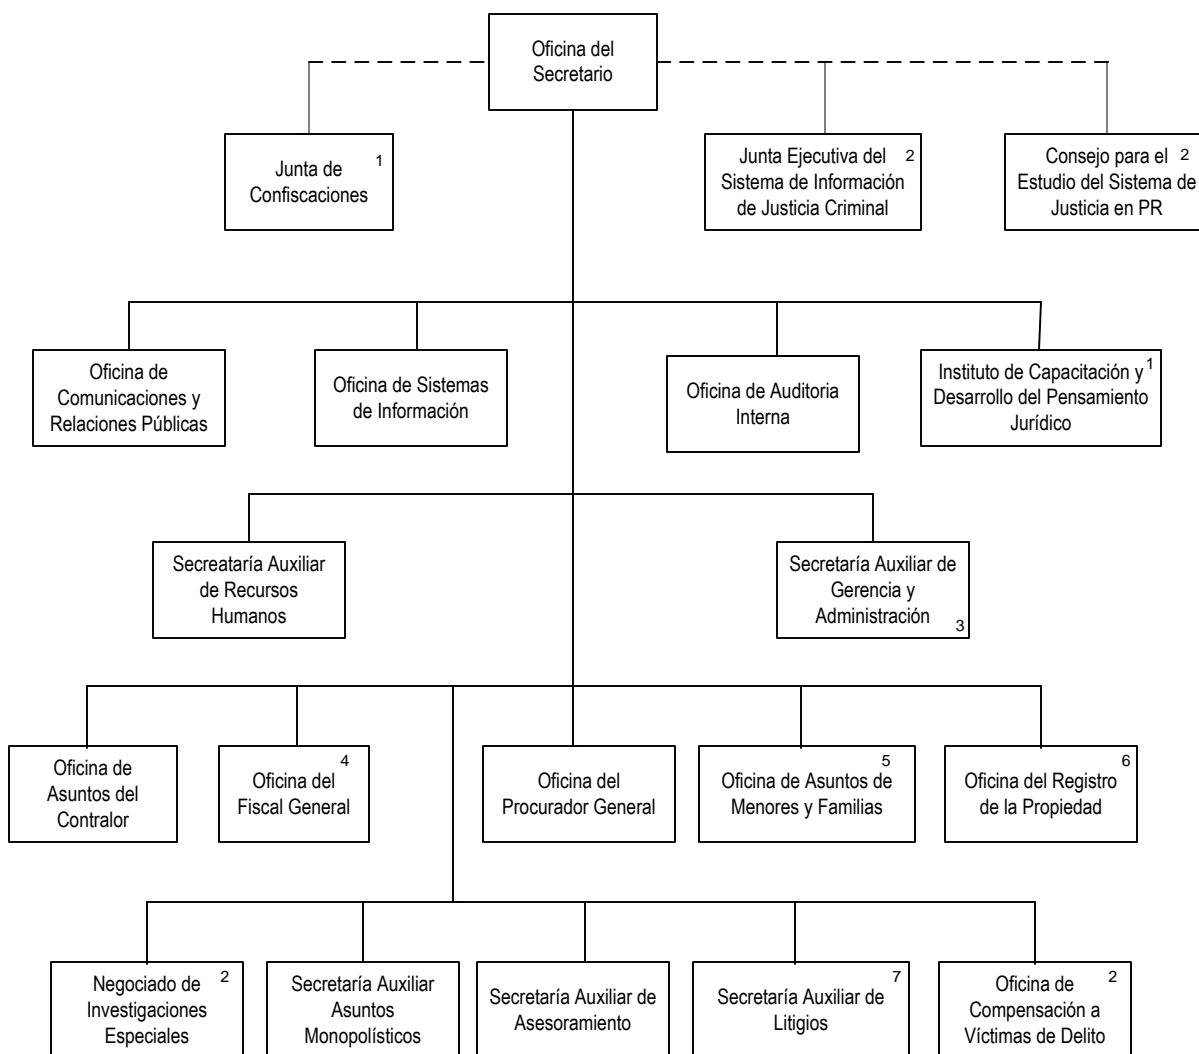 Oficina del
Secretario
Junta de
Confiscaciones
1
Junta Ejecutiva del
Sistema de Información
de Justicia Criminal
2
Consejo para el
Estudio del Sistema de
Justicia en PR
2
Oficina de
Comunicaciones y
Relaciones Públicas
Oficina de Sistemas
de Información
Oficina de Auditoria
Interna
Instituto de Capacitación y
Desarrollo del Pensamiento
Jurídico
1
Secreataría Auxiliar
de Recursos
Humanos
Secretaría Auxiliar de
Gerencia y
Administración
3
Oficina de
Asuntos del
Contralor
Oficina del
Fiscal General
4
Oficina del
Procurador General
Oficina de Asuntos de
Menores y Familias
5
Oficina del Registro
de la Propiedad
6
Negociado de
Investigaciones
Especiales
2
Secretaría Auxiliar
Asuntos
Monopolísticos
Secretaría Auxiliar de
Asesoramiento
Secretaría Auxiliar de
Litigios
7
Oficina de
Compensación a
Víctimas de Delito
2